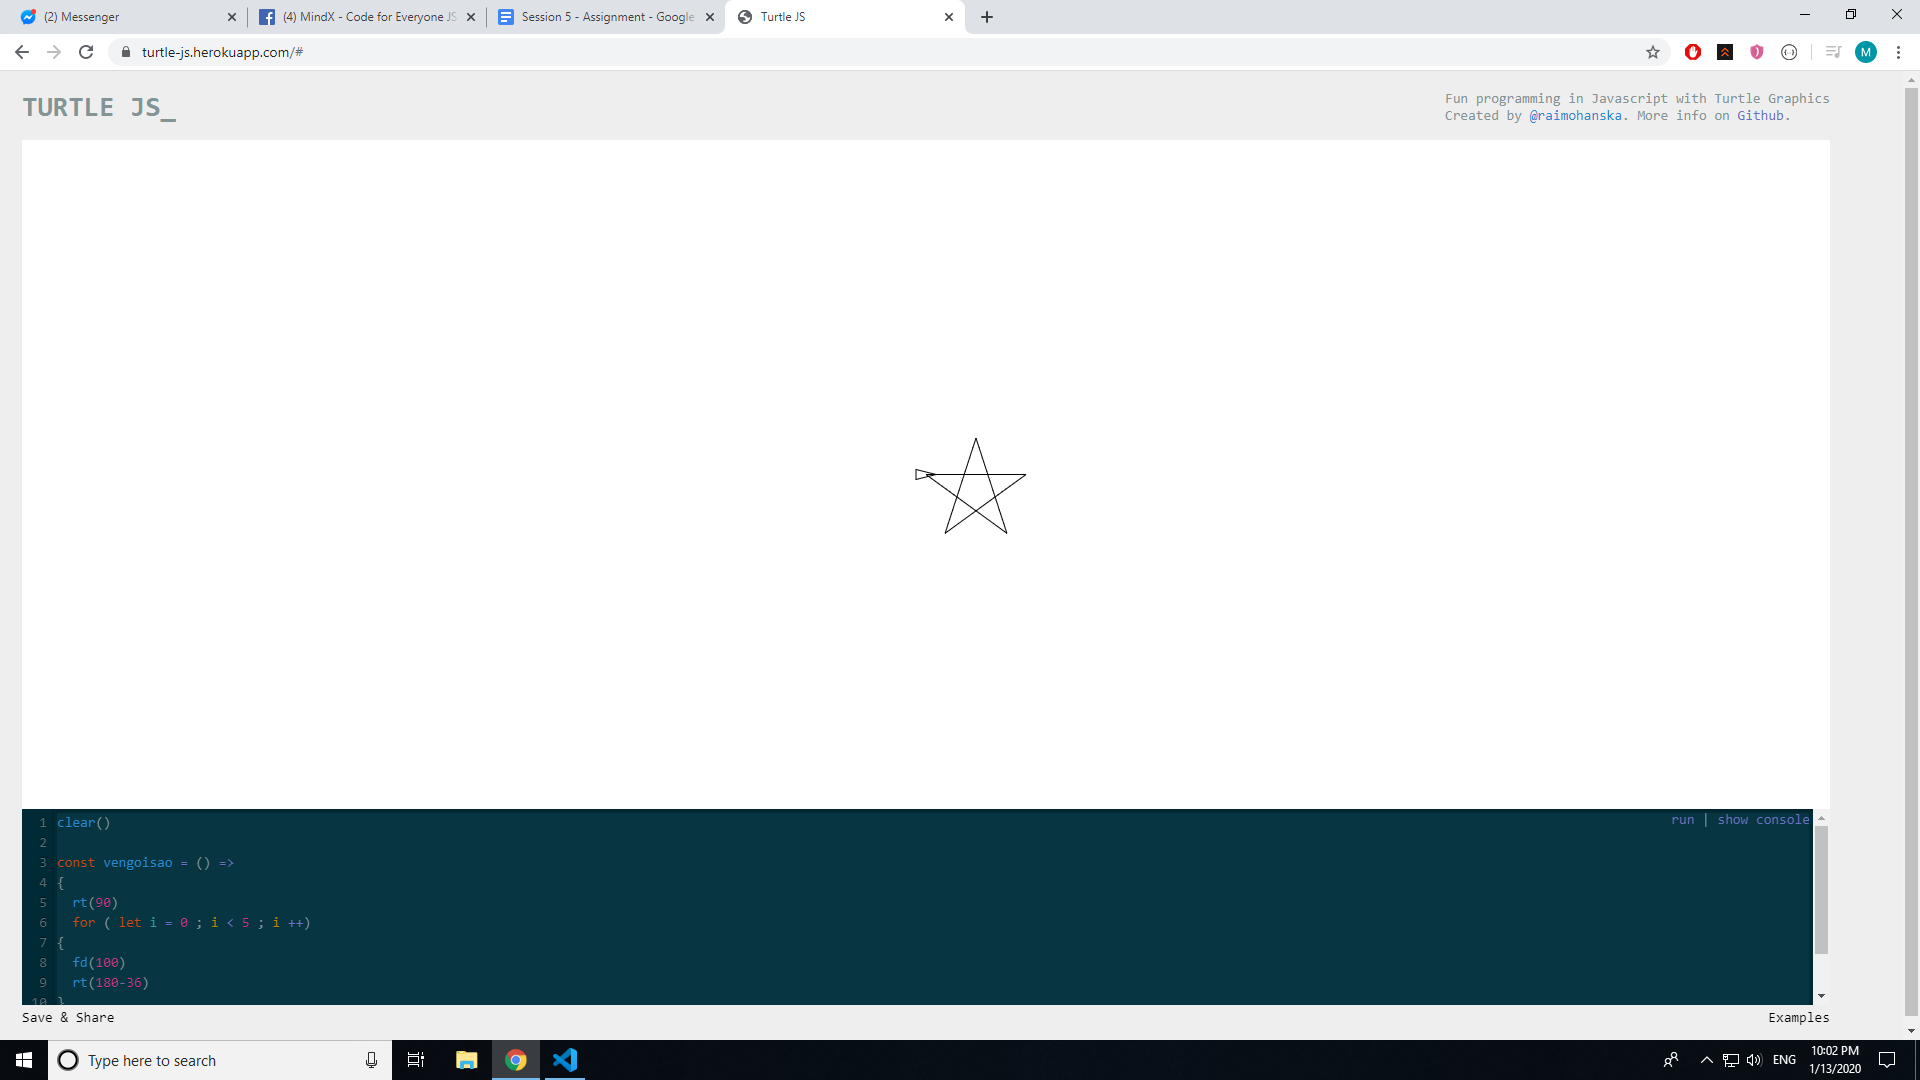 (2) Messenger
(4) MindX - Code for Everyone JS
Session 5 - Assignment - Google
Turtle JS
turtle-js.herokuapp.com/#
M
TURTLE JS_
Fun programming in Javascript with Turtle Graphics
Created by @raimohanska. More info on Github.
run | show console
1 clear()
2
3 const vengoisao = () =>
4 {
5 rt(90)
6 for ( let i = 0 ; i < 5 ; i ++)
7 {
8 fd(100)
9 rt(180-36)
10 }
Save & Share
Examples
Type here to search
ENG
10:02 PM
1/13/2020